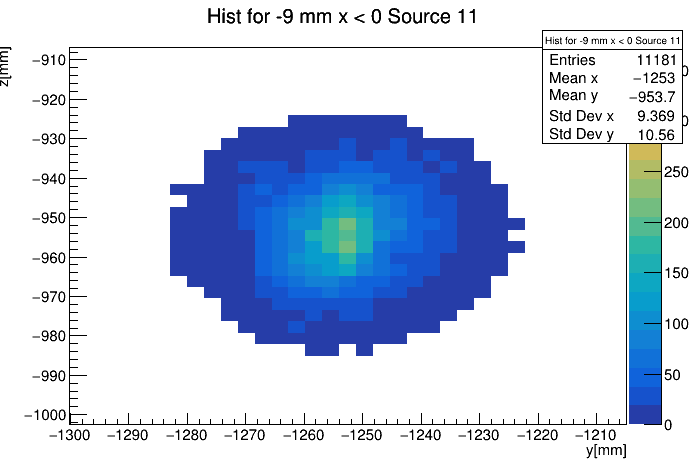 Hist for -9 mm x < 0 Source 11
z[mm]
Hist for -9 mm x < 0 Source 11
Entries 11181
Mean x −1253
Mean y −953.7
Std Dev x 9.369
Std Dev y 10.56
−910
−920
−930
−940
−950
−960
−970
−980
−990
−1000
−1300 −1290 −1280 −1270 −1260 −1250 −1240 −1230 −1220 −1210
y[mm]
250
200
150
100
50
0